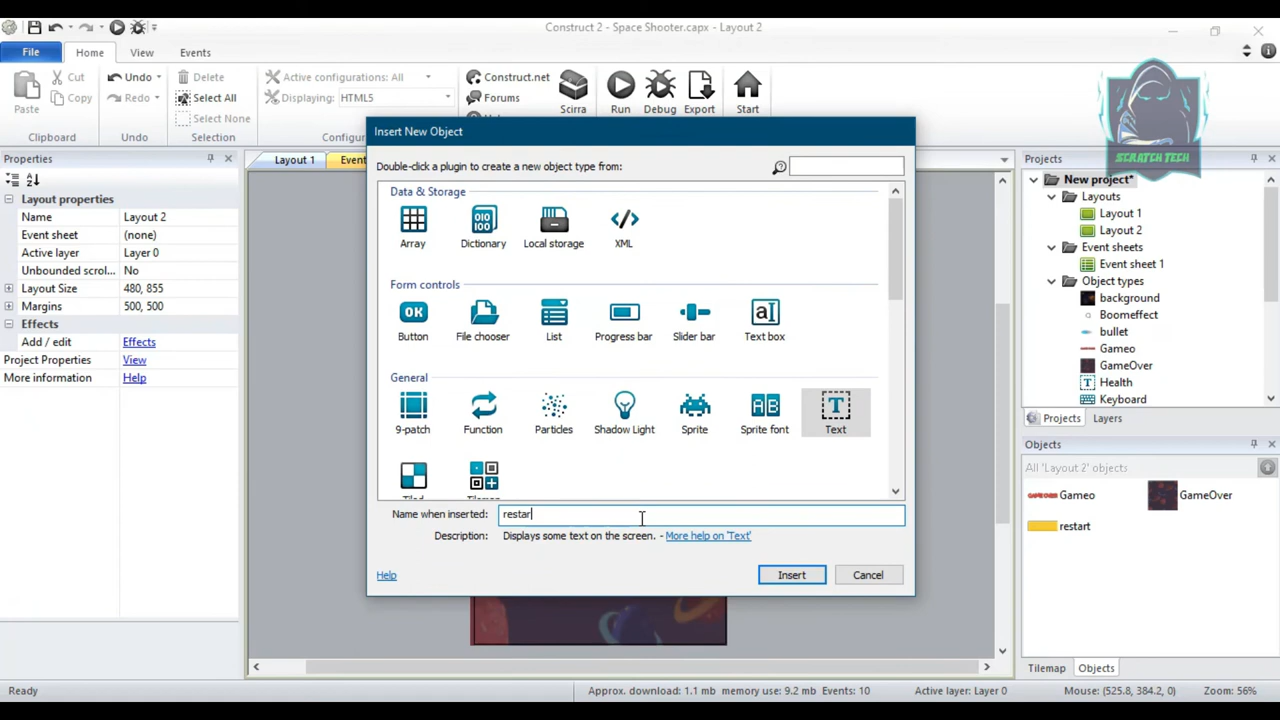 Construct 2 - Space Shooter.capx - Layout 2
File
Home
View
Events
Paste
Cut
Copy
Clipboard
Undo
Redo
Undo
Delete
Select All
Select None
Selection
Active configurations: All
Displaying: HTML5
Configur
Construct.net
Forums
Scirra
Run
Debug
Export
Start
SCRATCH TECH
Properties
Layout properties
Name Layout 2
Event sheet (none)
Active layer Layer 0
Unbounded scrol... No
Layout Size 480, 855
Margins 500, 500
Effects
Add / edit Effects
Project Properties View
More information Help
Layout 1
Event
Insert New Object
Double-click a plugin to create a new object type from:
Data & Storage
Array
Dictionary
Local storage
XML
Form controls
Button
File chooser
List
Progress bar
Slider bar
Text box
General
9-patch
Function
Particles
Shadow Light
Sprite
Sprite font
Text
Name when inserted: restar
Description: Displays some text on the screen. - More help on 'Text'
Help
Insert
Cancel
Projects
New project*
Layouts
Layout 1
Layout 2
Event sheets
Event sheet 1
Object types
background
Boomeffect
bullet
Gameo
GameOver
Health
Keyboard
Projects
Layers
Objects
All 'Layout 2' objects
Gameo
GameOver
restart
Tilemap
Objects
Ready
Approx. download: 1.1 mb memory use: 9.2 mb Events: 10
Active layer: Layer 0
Mouse: (525.8, 384.2, 0)
Zoom: 56%